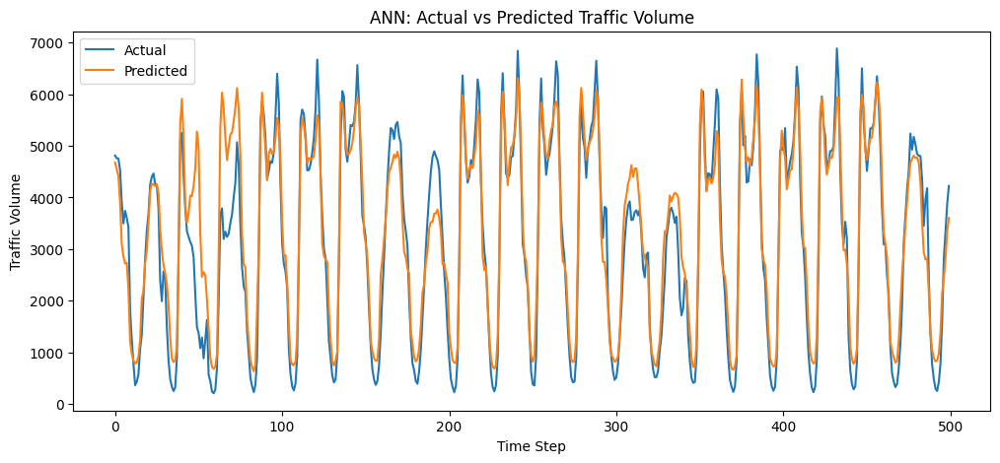 ANN: Actual vs Predicted Traffic Volume
Actual
Predicted
Traffic Volume
7000
6000
5000
4000
3000
2000
1000
0
0 100 200 300 400 500
Time Step